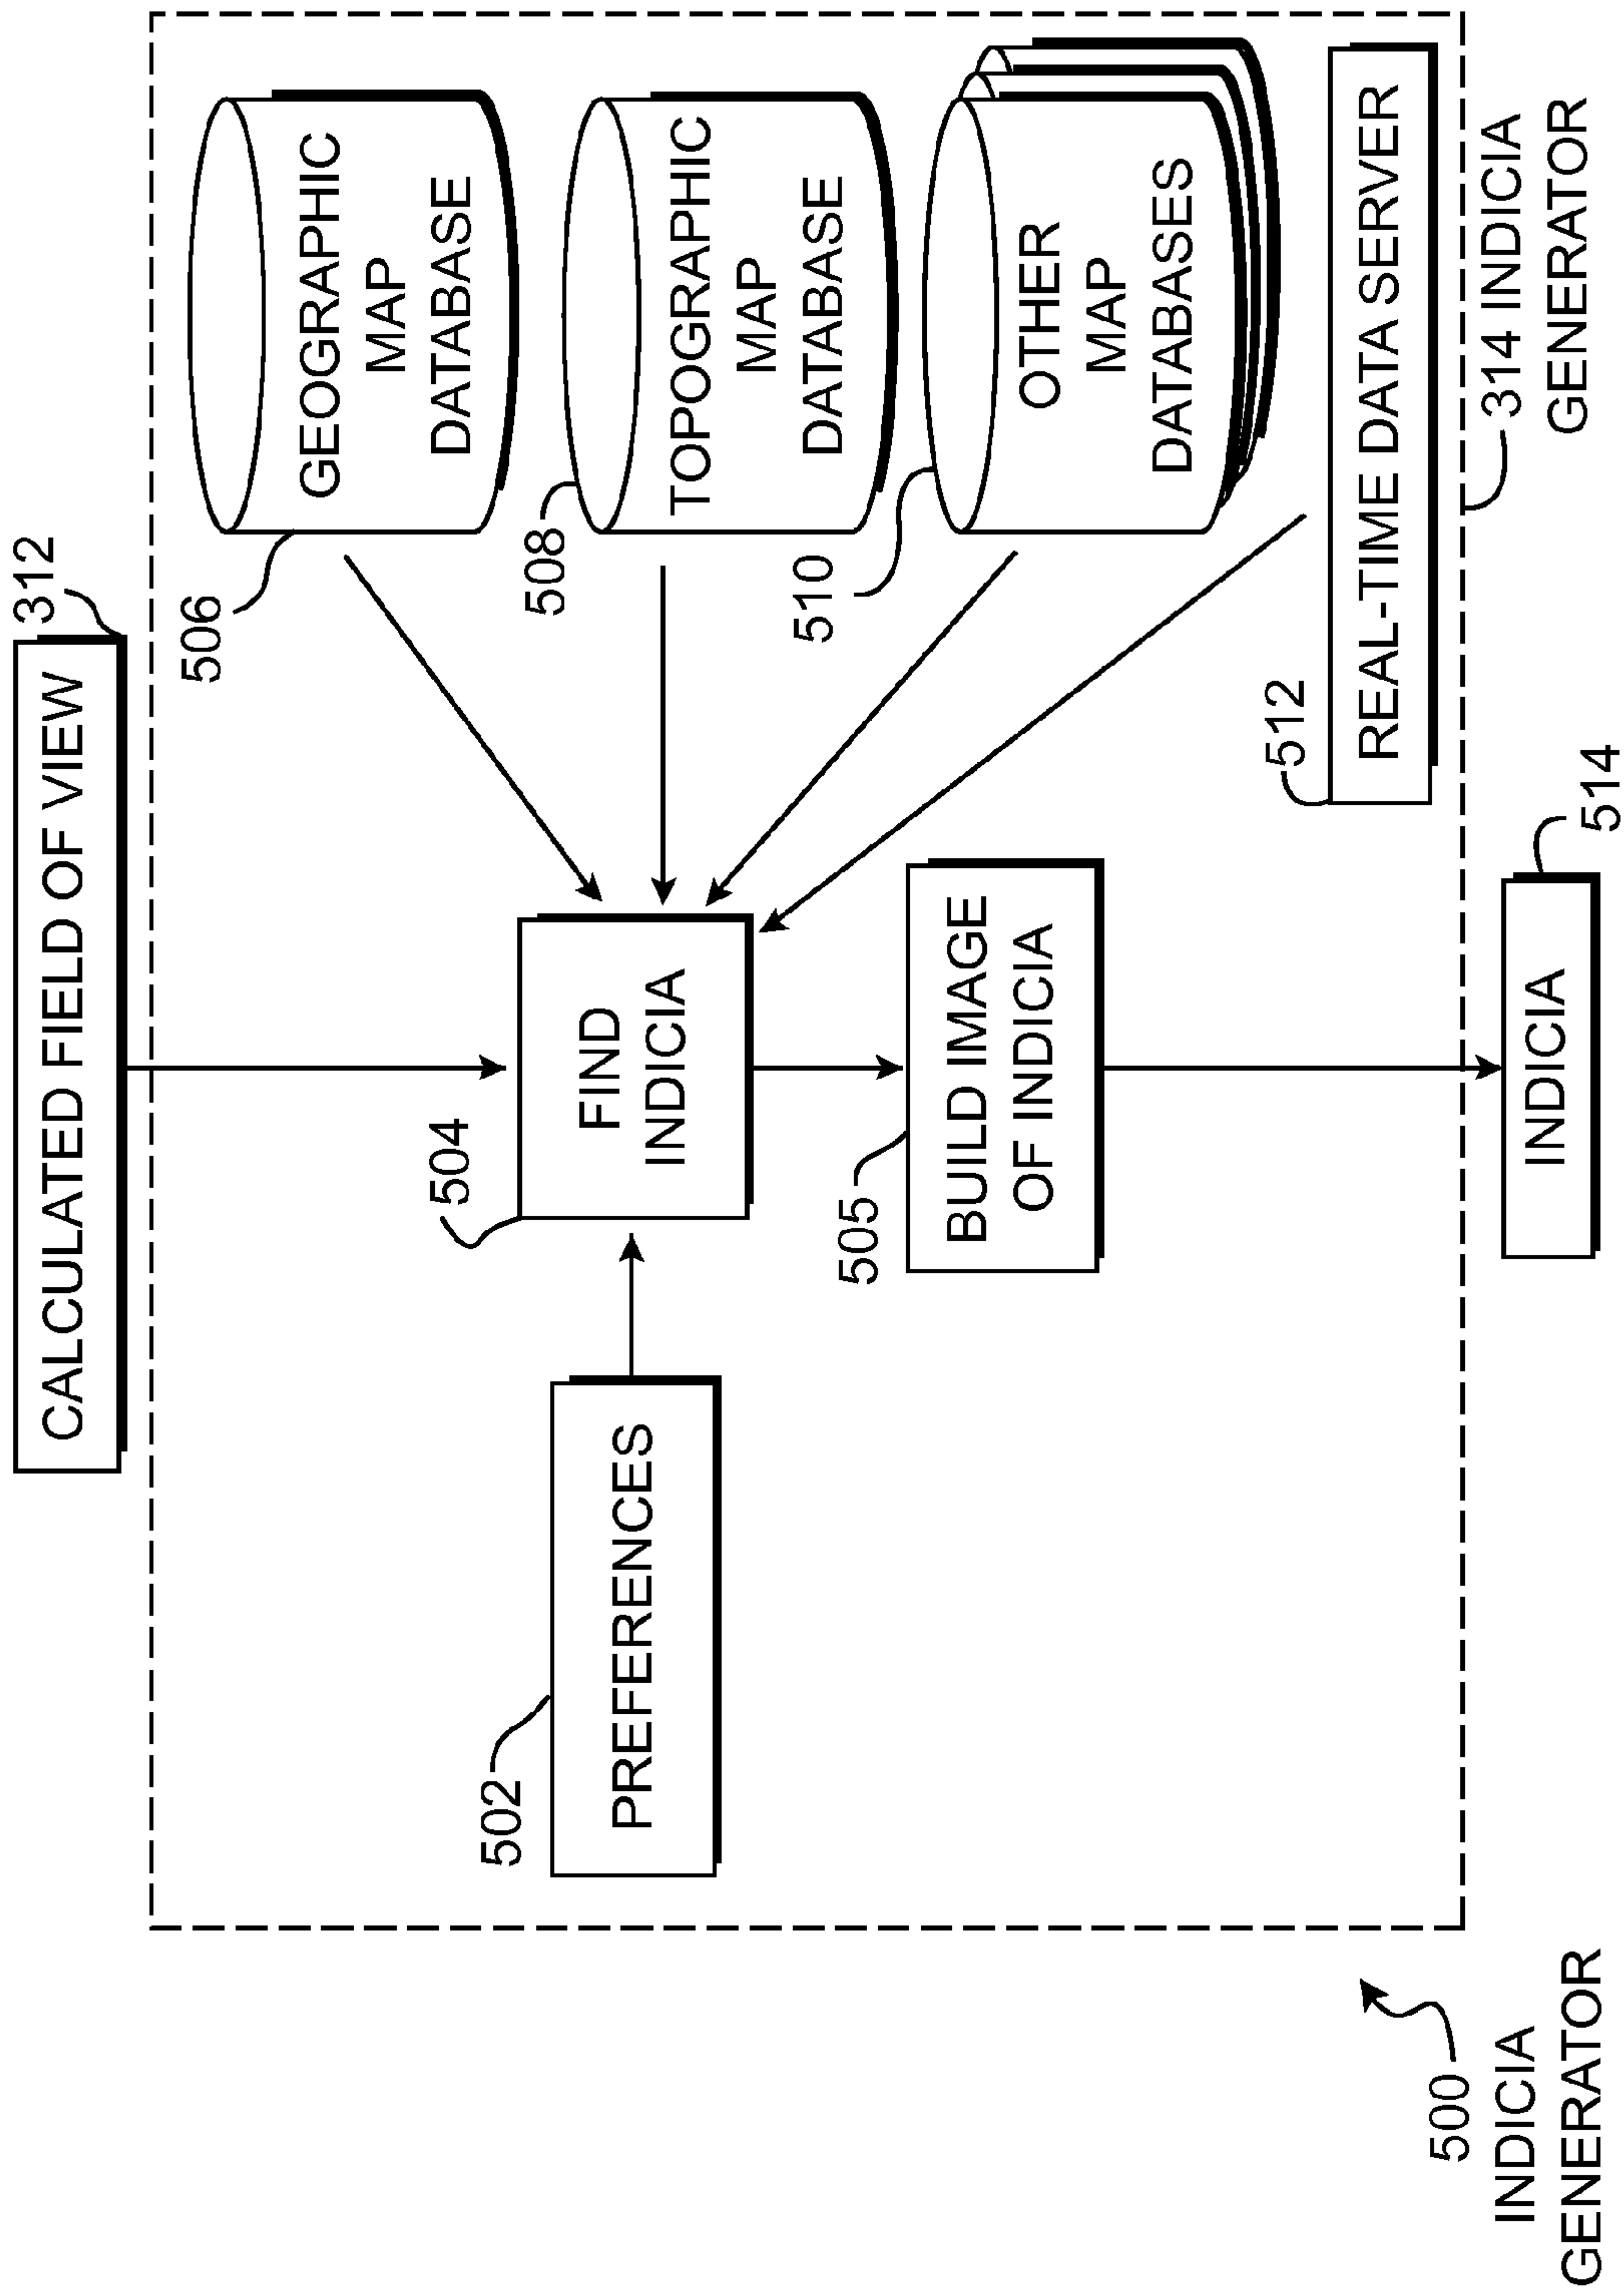 CALCULATED FIELD OF VIEW
312
506
GEOGRAPHIC
MAP
DATABASE
508
TOPOGRAPHIC
MAP
DATABASE
510
OTHER
MAP
DATABASES
512
REAL-TIME DATA SERVER
504
FIND
INDICIA
502
PREFERENCES
505
BUILD IMAGE
OF INDICIA
314 INDICIA
GENERATOR
INDICIA
514
500
INDICIA
GENERATOR